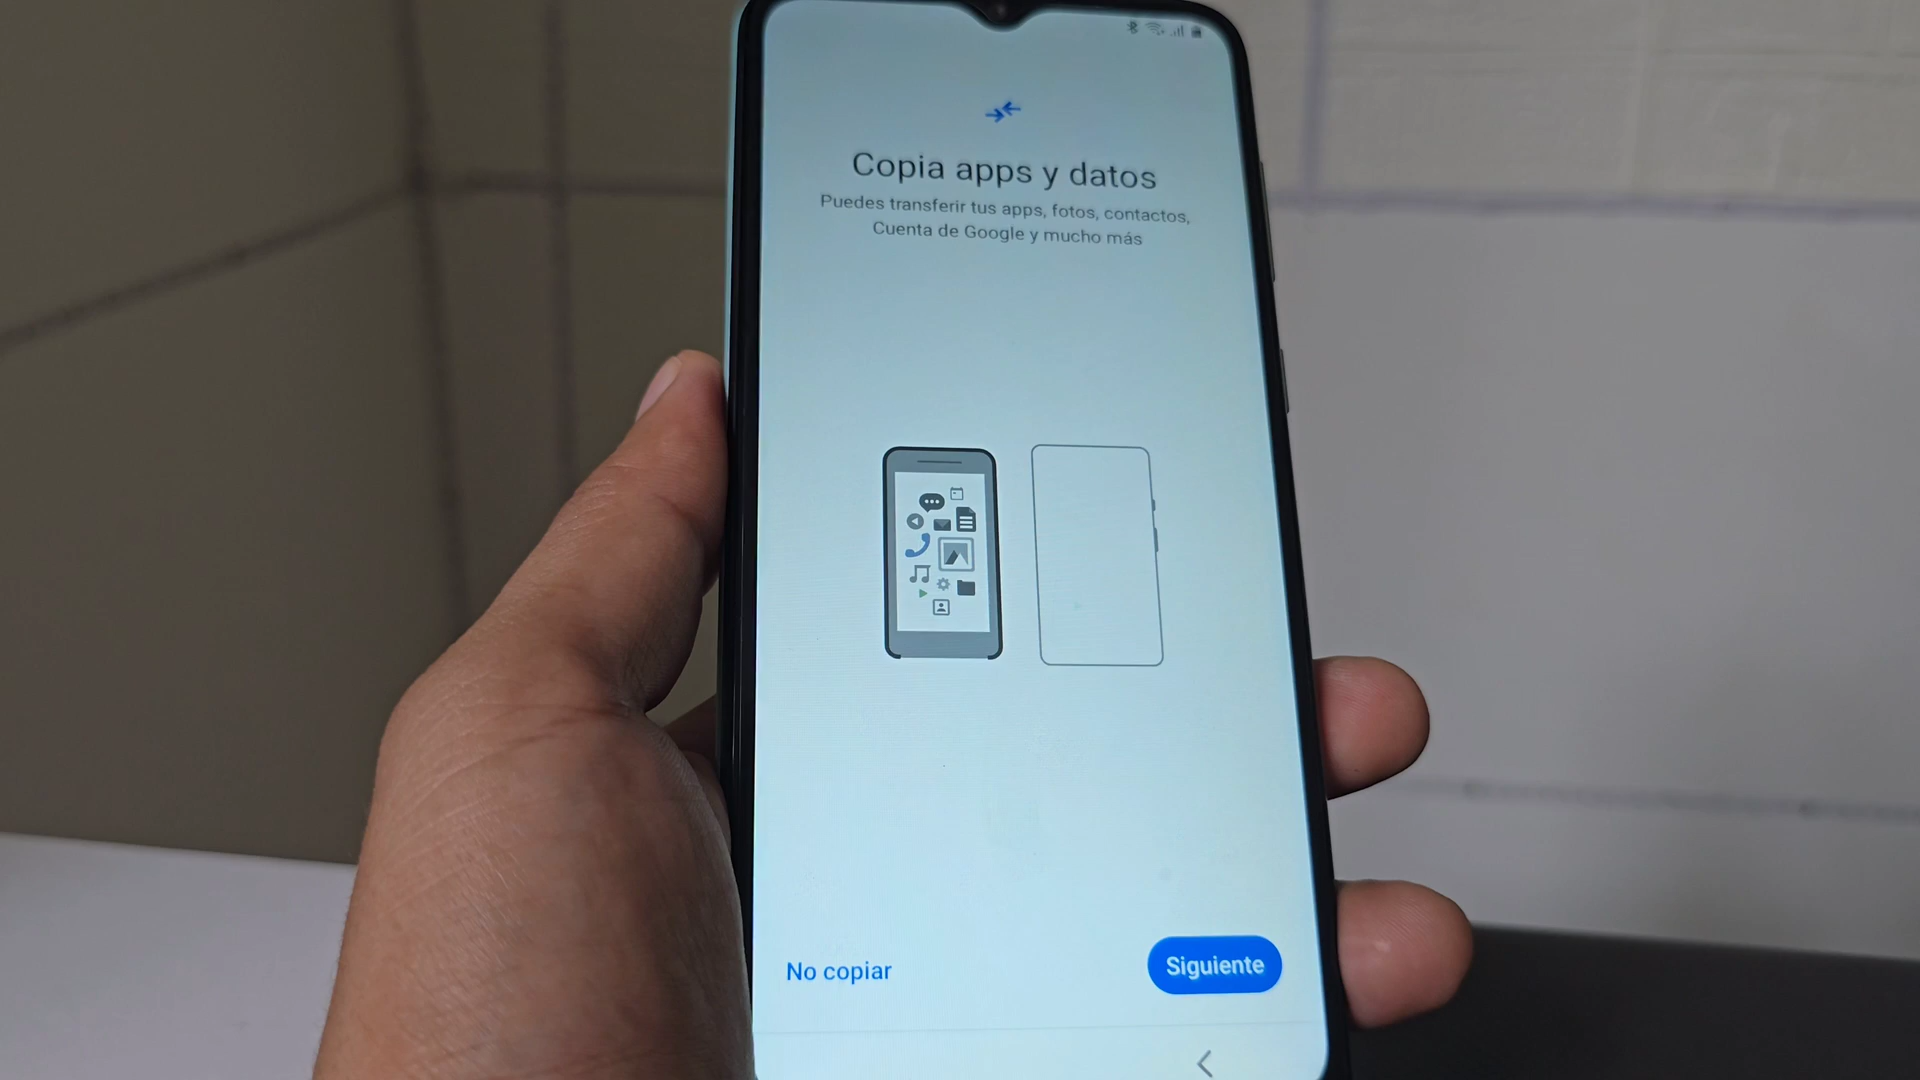 Copia apps y datos
Puedes transferir tus apps, fotos, contactos,
Cuenta de Google y mucho más
No copiar
Siguiente